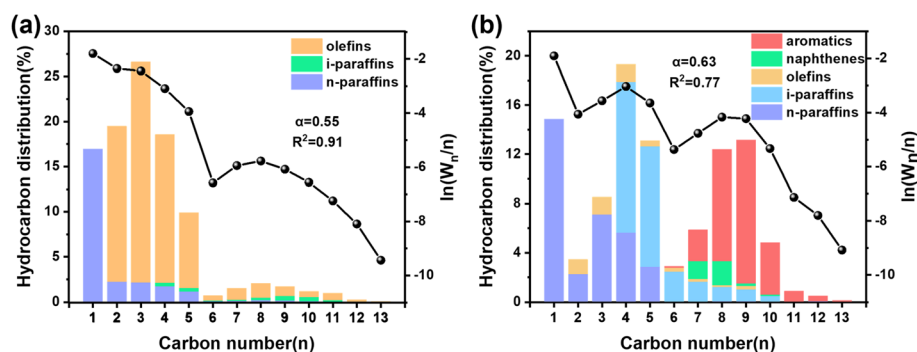 (a)
30
25
20
15
10
5
0
Hydrocarbon distribution(%)
olefins
i-paraffins
n-paraffins
α=0.55
R²=0.91
-2
-4
-6
-8
-10
ln(Wn/n)
1 2 3 4 5 6 7 8 9 10 11 12 13
Carbon number(n)
(b)
20
16
12
8
4
0
Hydrocarbon distribution(%)
aromatics
naphthenes
olefins
i-paraffins
n-paraffins
α=0.63
R²=0.77
-2
-4
-6
-8
-10
ln(Wn/n)
1 2 3 4 5 6 7 8 9 10 11 12 13
Carbon number(n)